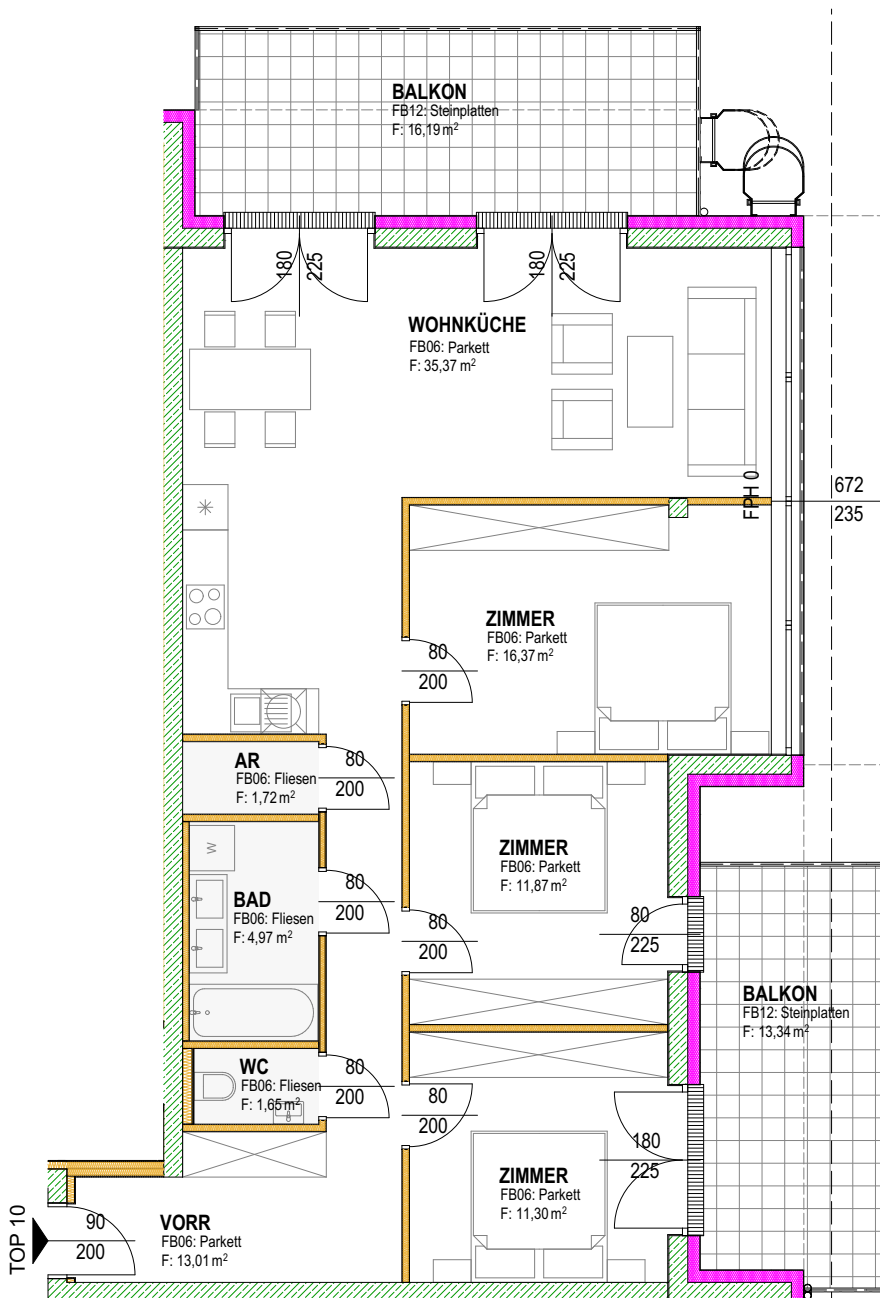 BALKON
FB12: Steinplatten
F: 16,19 m²
180
225
180
225
WOHNKÜCHE
FB06: Parkett
F: 35,37 m²
FPH 0
672
235
ZIMMER
FB06: Parkett
F: 16,37 m²
80
200
AR
FB06: Fliesen
F: 1,72 m²
80
200
ZIMMER
FB06: Parkett
F: 11,87 m²
W
BAD
FB06: Fliesen
F: 4,97 m²
80
200
80
200
80
225
BALKON
FB12: Steinplatten
F: 13,34 m²
WC
FB06: Fliesen
F: 1,65 m²
80
200
80
200
180
225
ZIMMER
FB06: Parkett
F: 11,30 m²
TOP 10
90
200
VORR
FB06: Parkett
F: 13,01 m²